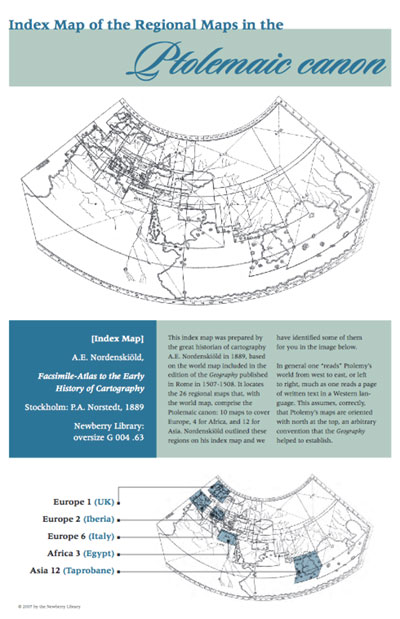 Index Map of the Regional Maps in the
Ptolemaic canon
[Index Map]
A.E. Nordenskiöld,
Facsimile-Atlas to the Early
History of Cartography
Stockholm: P.A. Norstedt, 1889
Newberry Library:
oversize G 004 .63
This index map was prepared by
the great historian of cartography
A.E. Nordenskiöld in 1889, based
on the world map included in the
edition of the Geography published
in Rome in 1507-1508. It locates
the 26 regional maps that, with
the world map, comprise the
Ptolemaic canon: 10 maps to cover
Europe, 4 for Africa, and 12 for
Asia. Nordenskiöld outlined these
regions on his index map and we
have identified some of them
for you in the image below.
In general one “reads” Ptolemy's
world from west to east, or left
to right, much as one reads a page
of written text in a Western lan-
guage. This assumes, correctly,
that Ptolemy's maps are oriented
with north at the top, an arbitrary
convention that the Geography
helped to establish.
Europe 1 (UK)
Europe 2 (Iberia)
Europe 6 (Italy)
Africa 3 (Egypt)
Asia 12 (Taprobane)
© 2007 by the Newberry Library